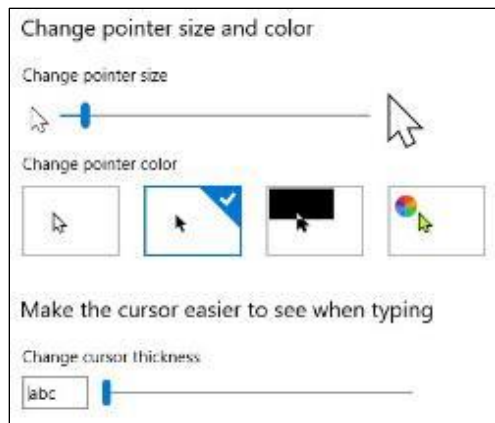 Change pointer size and color
Change pointer size
Change pointer color
Make the cursor easier to see when typing
Change cursor thickness
abc